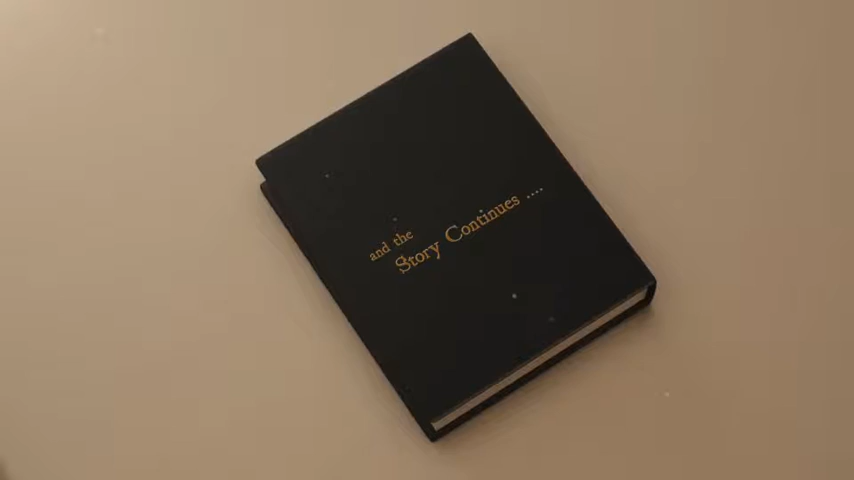 and the
Story Continues ....